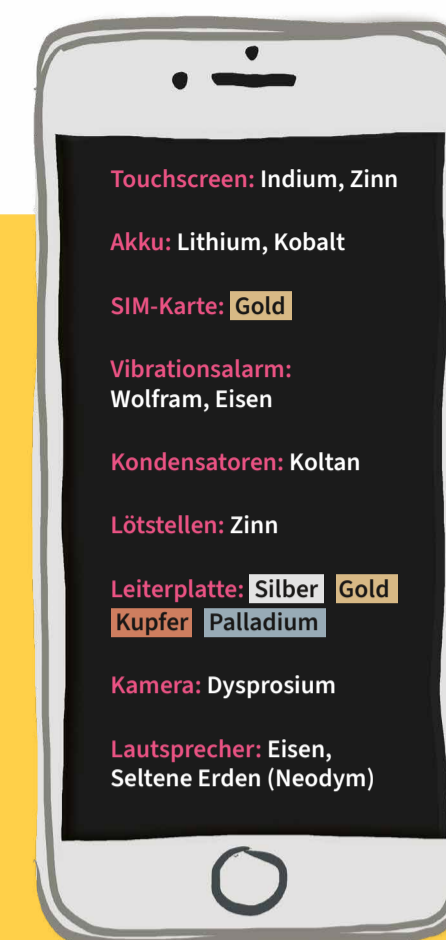 Touchscreen: Indium, Zinn
Akku: Lithium, Kobalt
SIM-Karte: Gold
Vibrationsalarm:
Wolfram, Eisen
Kondensatoren: Koltan
Lötstellen: Zinn
Leiterplatte: Silber Gold
Kupfer Palladium
Kamera: Dysprosium
Lautsprecher: Eisen,
Seltene Erden (Neodym)